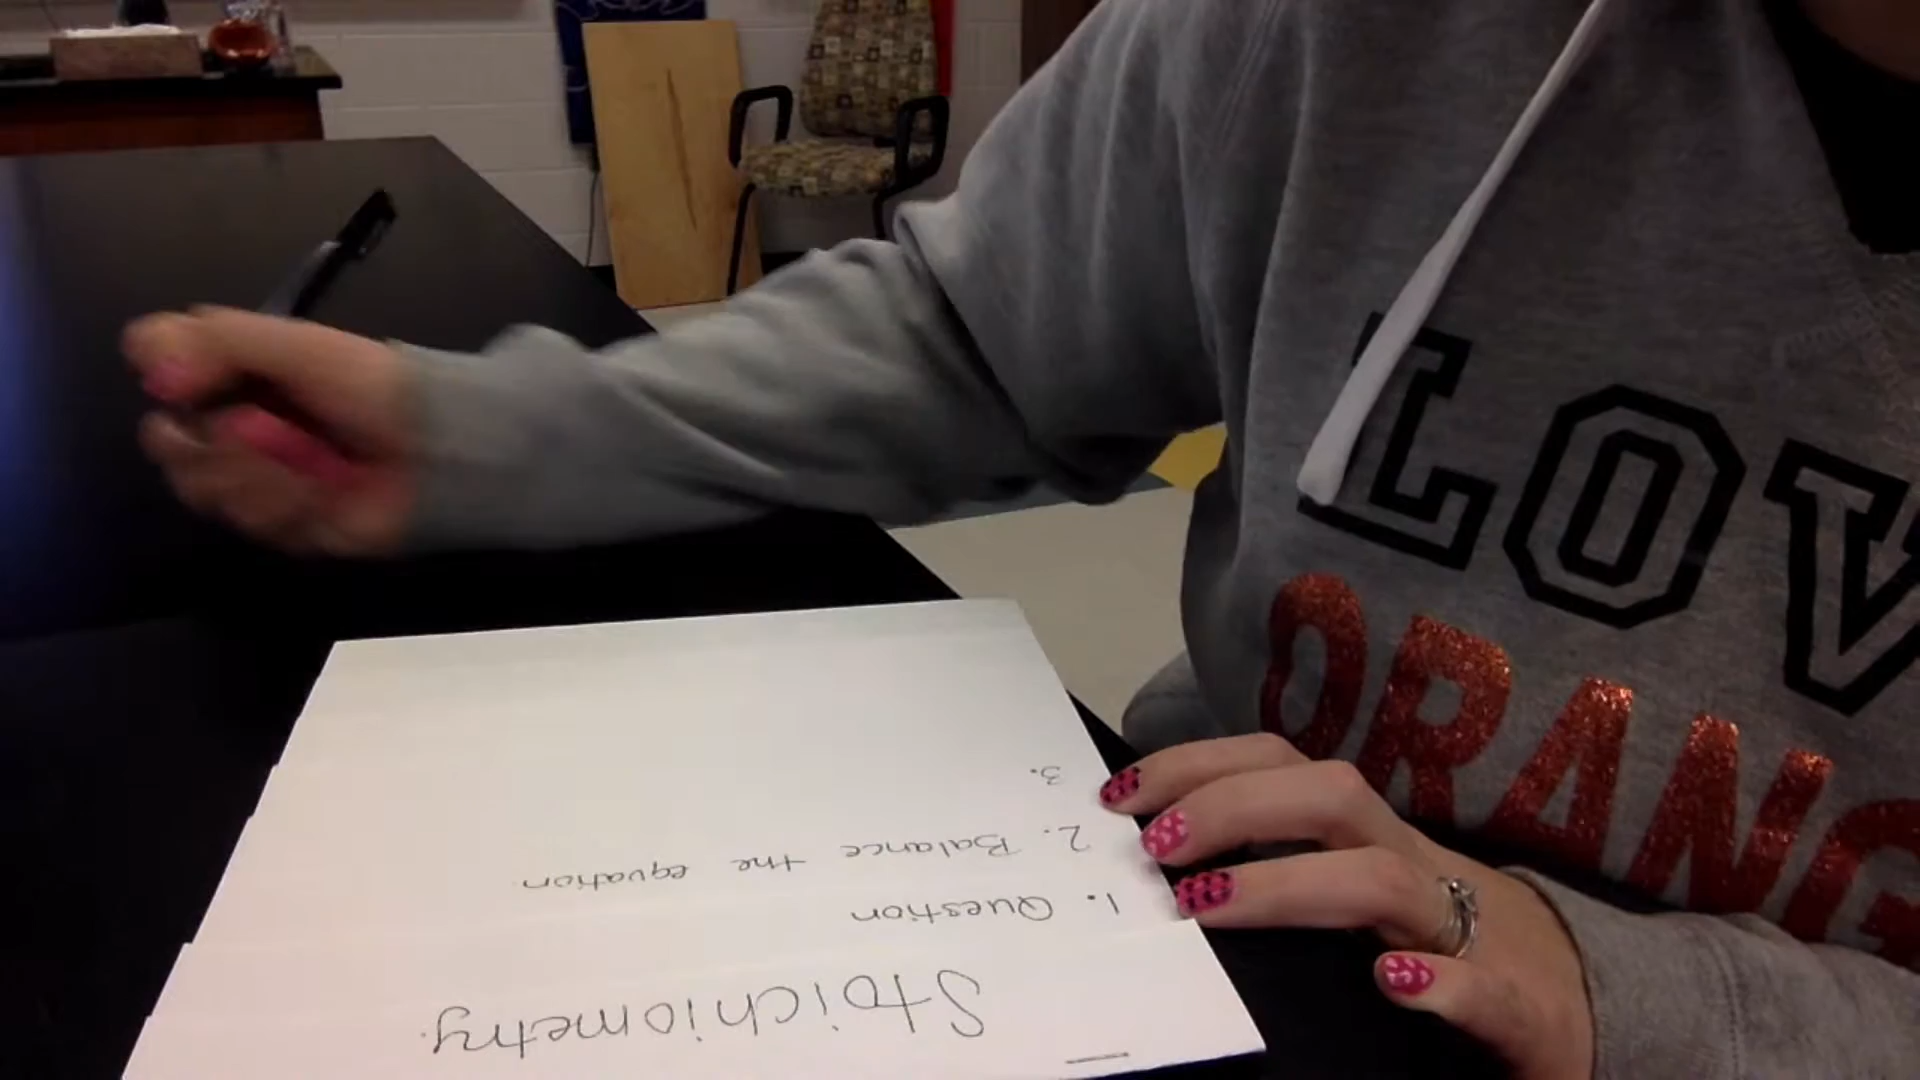 Stoichiometry
1. Question
2. Balance the equation
3.
LOV
ORANG